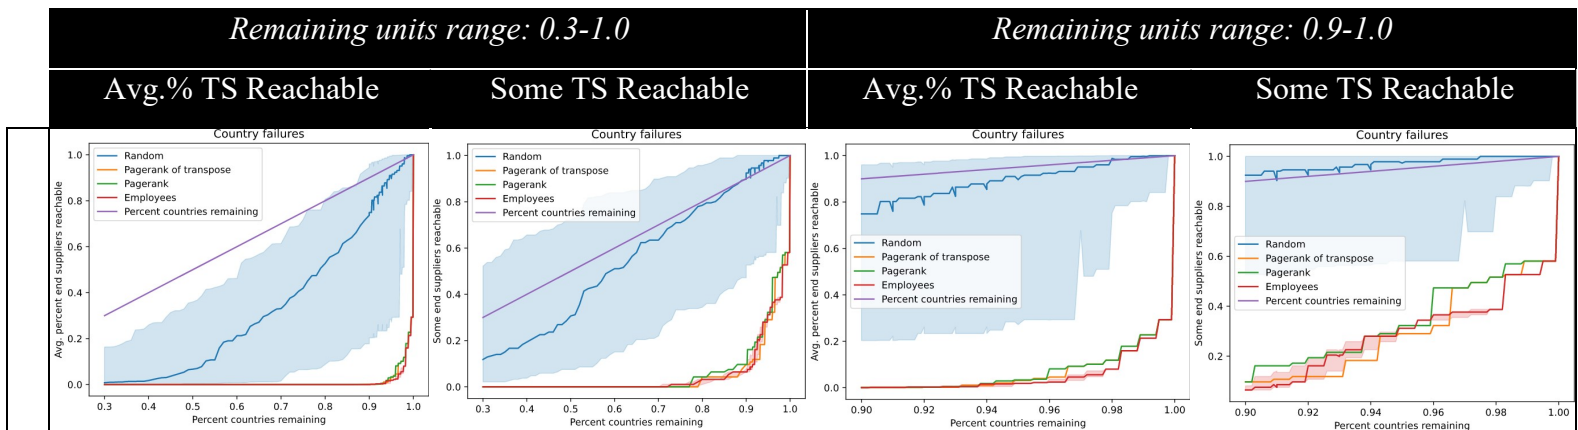 Remaining units range: 0.3-1.0
Remaining units range: 0.9-1.0
Avg.% TS Reachable
Some TS Reachable
Avg.% TS Reachable
Some TS Reachable
Country failures
Avg. percent end suppliers reachable
1.0
0.8
0.6
0.4
0.2
0.0
Random
Pagerank of transpose
Pagerank
Employees
Percent countries remaining
0.3 0.4 0.5 0.6 0.7 0.8 0.9 1.0
Percent countries remaining
Country failures
Some end suppliers reachable
1.0
0.8
0.6
0.4
0.2
0.0
Random
Pagerank of transpose
Pagerank
Employees
Percent countries remaining
0.3 0.4 0.5 0.6 0.7 0.8 0.9 1.0
Percent countries remaining
Country failures
Avg. percent end suppliers reachable
1.0
0.8
0.6
0.4
0.2
0.0
Random
Pagerank of transpose
Pagerank
Employees
Percent countries remaining
0.90 0.92 0.94 0.96 0.98 1.00
Percent countries remaining
Country failures
Some end suppliers reachable
1.0
0.8
0.6
0.4
0.2
Random
Pagerank of transpose
Pagerank
Employees
Percent countries remaining
0.90 0.92 0.94 0.96 0.98 1.00
Percent countries remaining